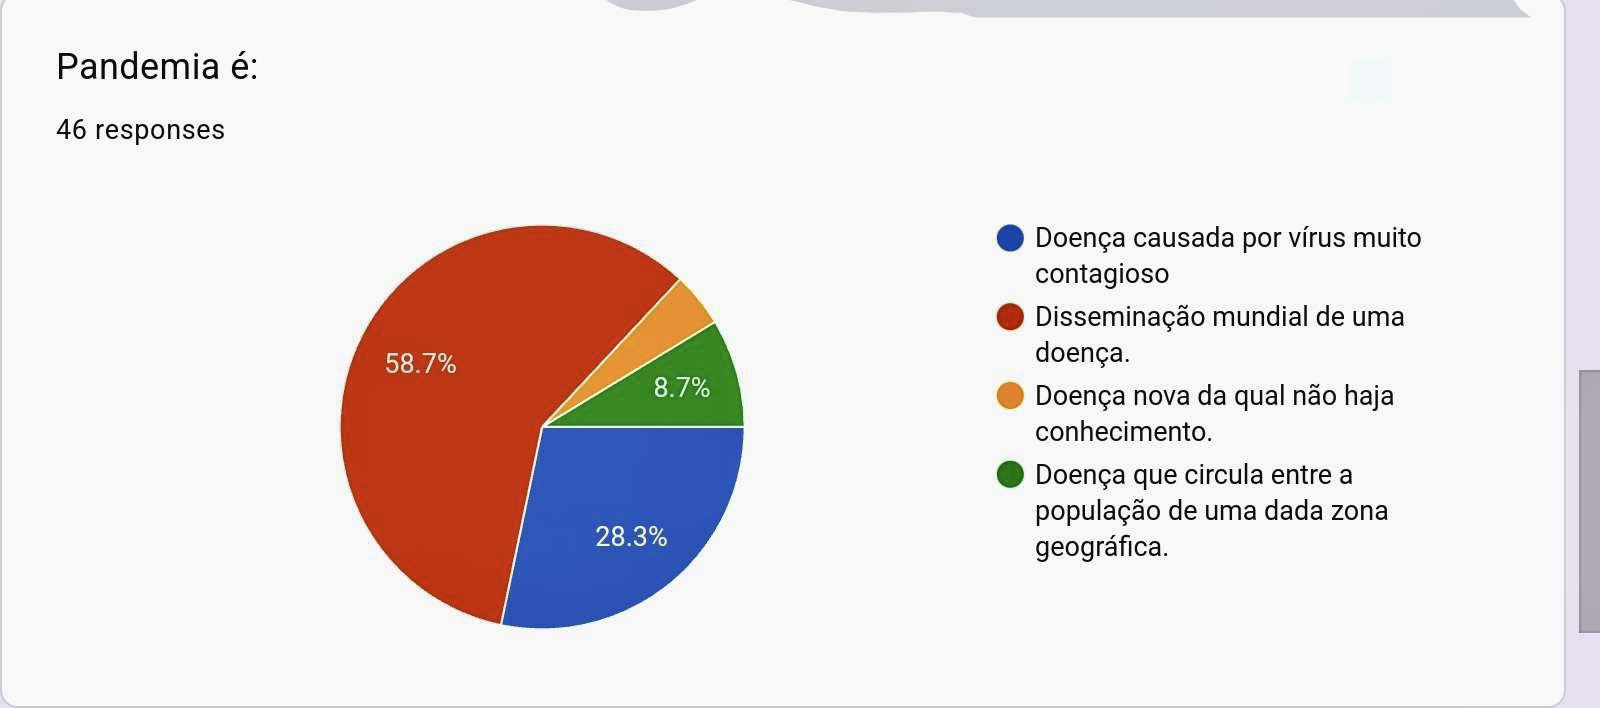 Pandemia é:
46 responses
58.7%
8.7%
28.3%
Doença causada por vírus muito
contagioso
Disseminação mundial de uma
doença.
Doença nova da qual não haja
conhecimento.
Doença que circula entre a
população de uma dada zona
geográfica.